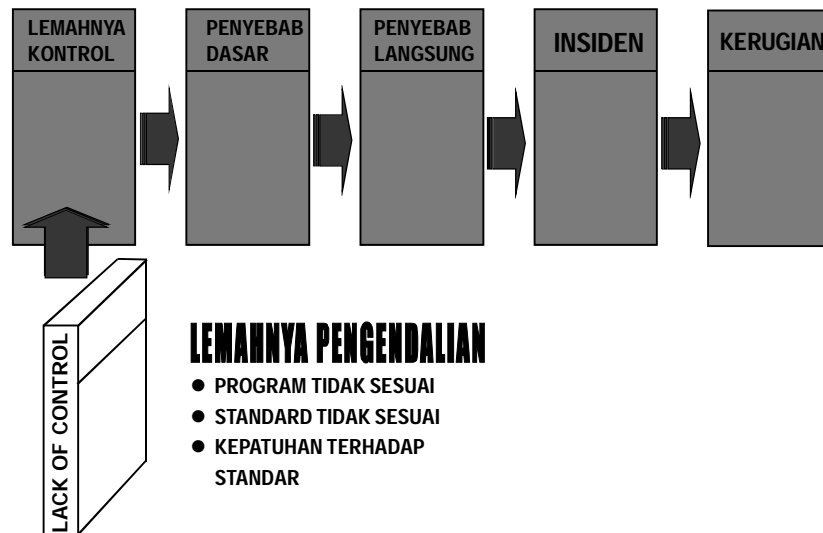 LEMAHNYA
KONTROL
PENYEBAB
DASAR
PENYEBAB
LANGSUNG
INSIDEN
KERUGIAN
LACK OF CONTROL
LEMAHNYA PENGENDALIAN
● PROGRAM TIDAK SESUAI
● STANDARD TIDAK SESUAI
● KEPATUHAN TERHADAP
STANDAR